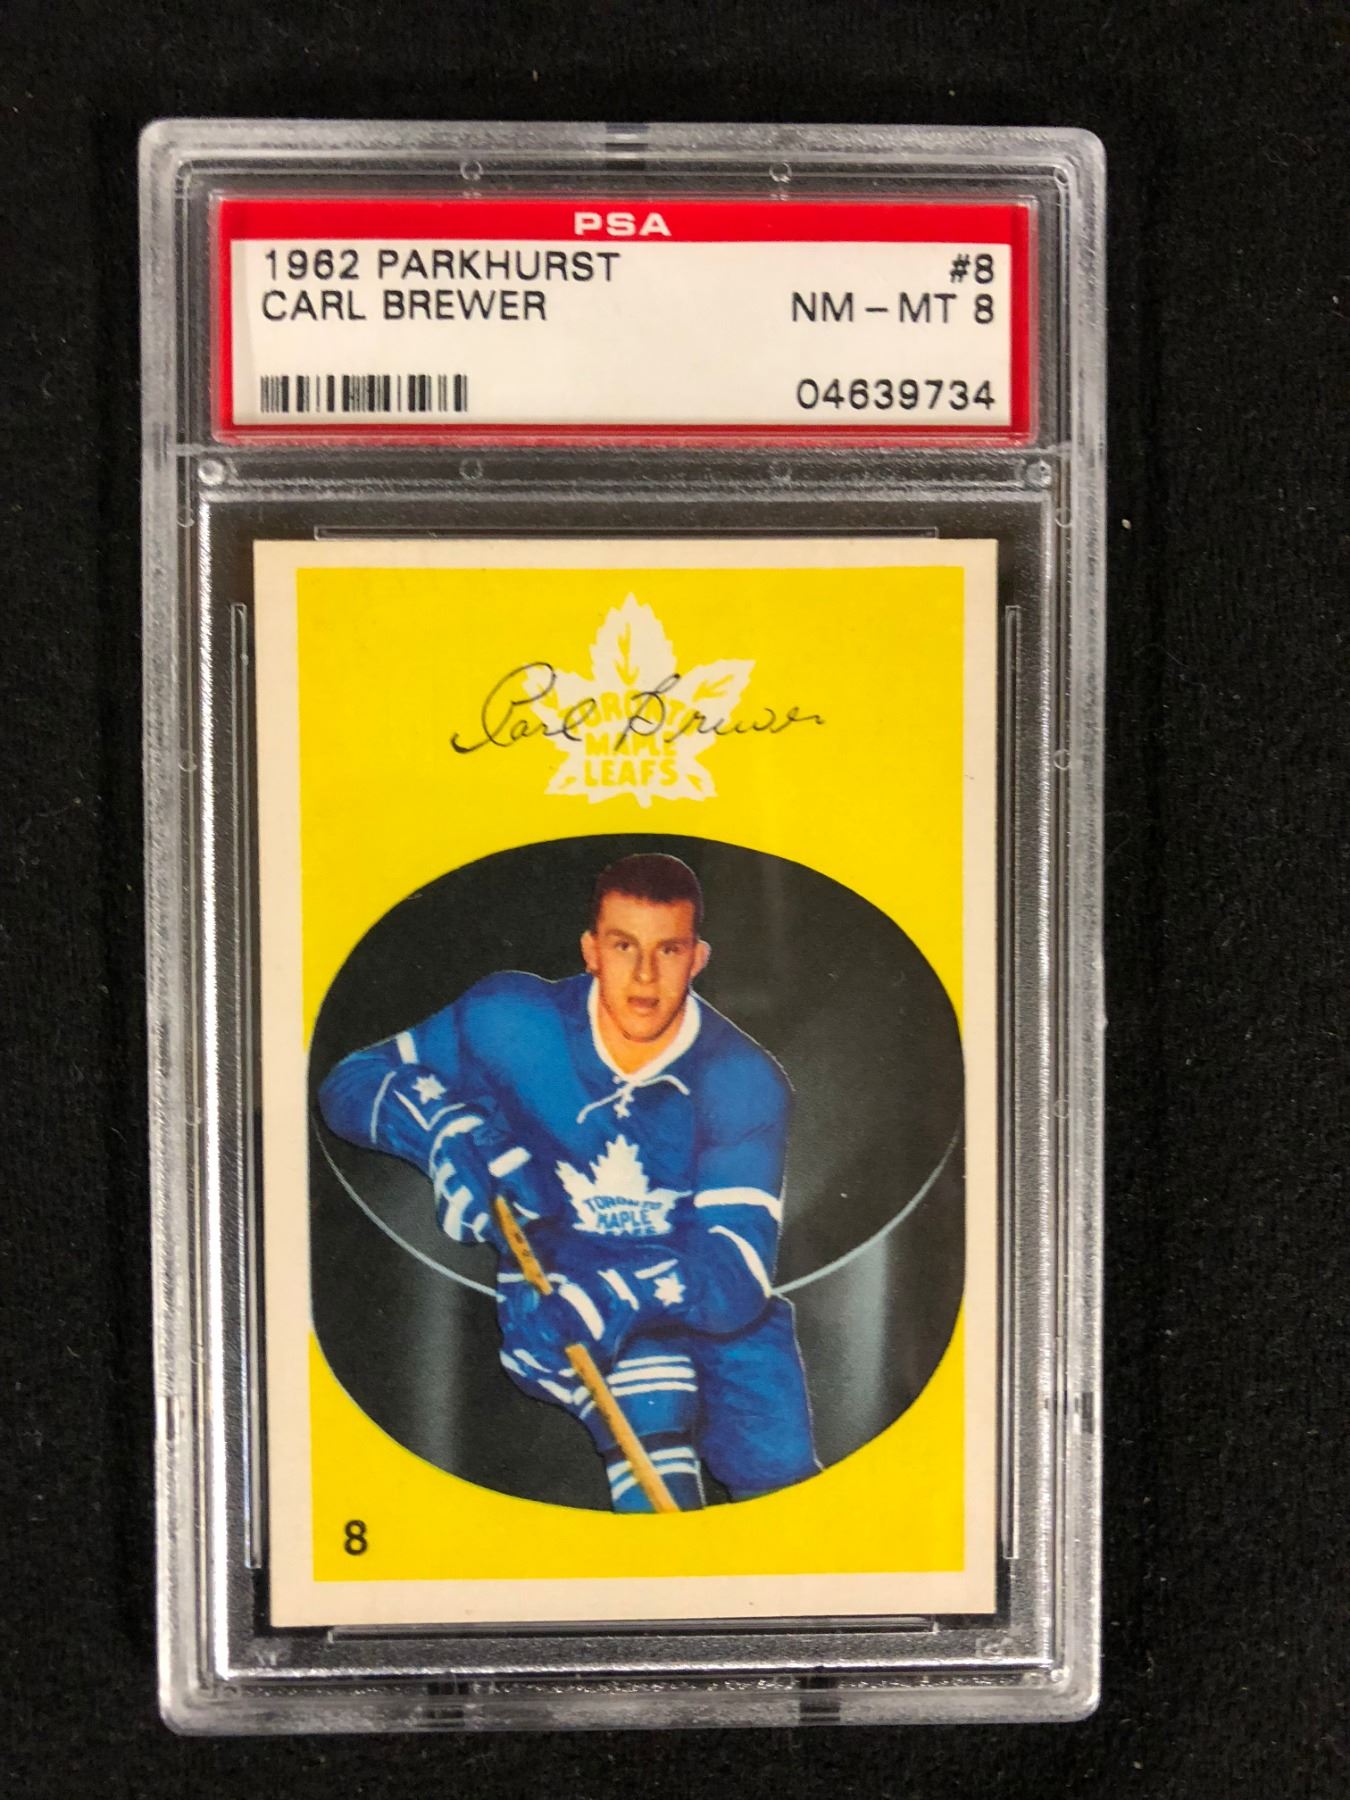 PSA
1962 PARKHURST #8
CARL BREWER NM - MT 8
04639734
Carl Brewer
TORONTO
MAPLE
LEAFS
TORONTO
MAPLE
LEAFS
8